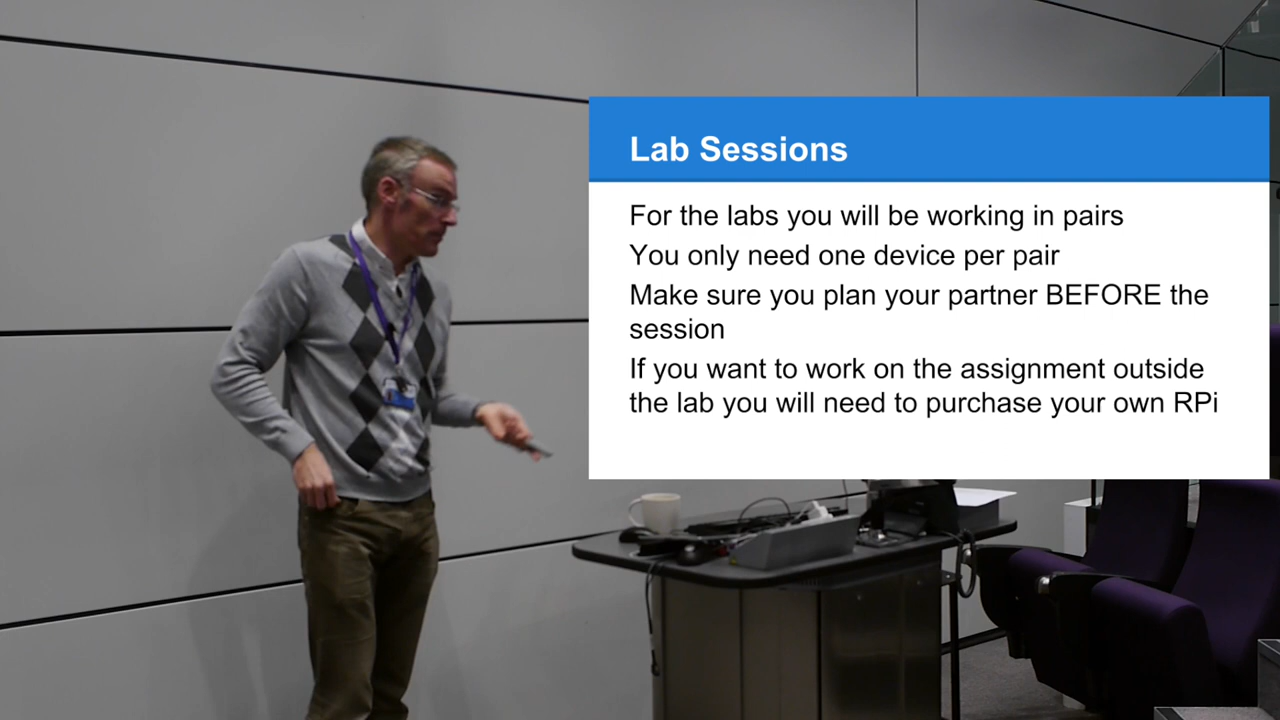 Lab Sessions
For the labs you will be working in pairs
You only need one device per pair
Make sure you plan your partner BEFORE the
session
If you want to work on the assignment outside
the lab you will need to purchase your own RPi